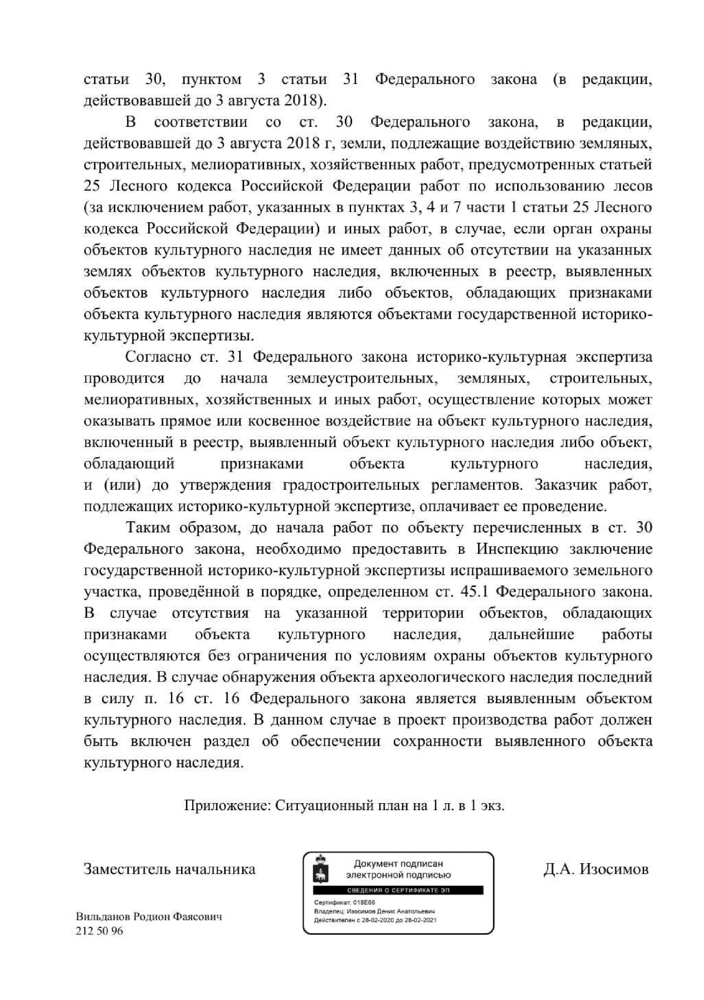 статьи 30, пунктом 3 статьи 31 Федерального закона (в редакции,
действовавшей до 3 августа 2018).
В соответствии со ст. 30 Федерального закона, в редакции,
действовавшей до 3 августа 2018 г, земли, подлежащие воздействию земляных,
строительных, мелиоративных, хозяйственных работ, предусмотренных статьей
25 Лесного кодекса Российской Федерации работ по использованию лесов
(за исключением работ, указанных в пунктах 3, 4 и 7 части 1 статьи 25 Лесного
кодекса Российской Федерации) и иных работ, в случае, если орган охраны
объектов культурного наследия не имеет данных об отсутствии на указанных
землях объектов культурного наследия, включенных в реестр, выявленных
объектов культурного наследия либо объектов, обладающих признаками
объекта культурного наследия являются объектами государственной историко-
культурной экспертизы.
Согласно ст. 31 Федерального закона историко-культурная экспертиза
проводится до начала землеустроительных, земляных, строительных,
мелиоративных, хозяйственных и иных работ, осуществление которых может
оказывать прямое или косвенное воздействие на объект культурного наследия,
включенный в реестр, выявленный объект культурного наследия либо объект,
обладающий признаками объекта культурного наследия,
и (или) до утверждения градостроительных регламентов. Заказчик работ,
подлежащих историко-культурной экспертизе, оплачивает ее проведение.
Таким образом, до начала работ по объекту перечисленных в ст. 30
Федерального закона, необходимо предоставить в Инспекцию заключение
государственной историко-культурной экспертизы испрашиваемого земельного
участка, проведённой в порядке, определенном ст. 45.1 Федерального закона.
В случае отсутствия на указанной территории объектов, обладающих
признаками объекта культурного наследия, дальнейшие работы
осуществляются без ограничения по условиям охраны объектов культурного
наследия. В случае обнаружения объекта археологического наследия последний
в силу п. 16 ст. 16 Федерального закона является выявленным объектом
культурного наследия. В данном случае в проект производства работ должен
быть включен раздел об обеспечении сохранности выявленного объекта
культурного наследия.
Приложение: Ситуационный план на 1 л. в 1 экз.
Заместитель начальника
Документ подписан
электронной подписью
СВЕДЕНИЯ О СЕРТИФИКАТЕ ЭП
Сертификат: 018E66
Владелец: Изосимов Денис Анатольевич
Действителен с 28-02-2020 до 28-02-2021
Д.А. Изосимов
Вильданов Родион Фаясович
212 50 96